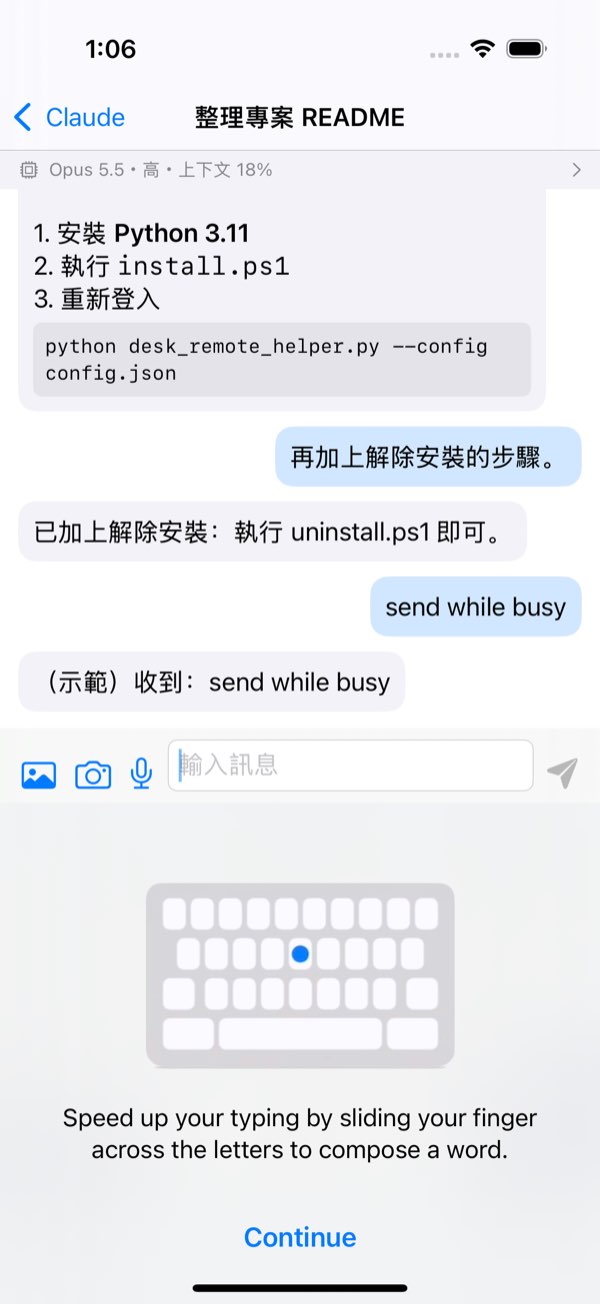 1:06
Claude
整理專案 README
Opus 5.5・高・上下文 18%
1. 安裝 Python 3.11
2. 執行 install.ps1
3. 重新登入
python desk_remote_helper.py --config
config.json
再加上解除安裝的步驟。
已加上解除安裝：執行 uninstall.ps1 即可。
send while busy
（示範）收到：send while busy
輸入訊息
Speed up your typing by sliding your finger
across the letters to compose a word.
Continue